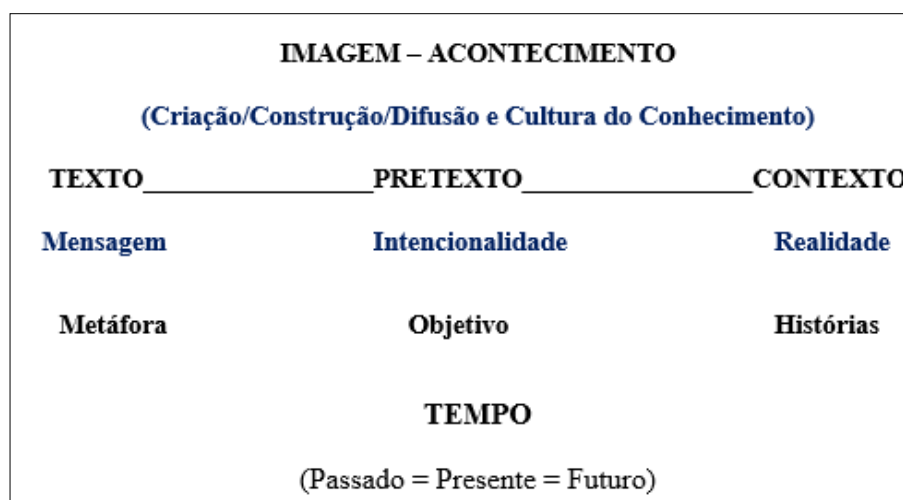 IMAGEM – ACONTECIMENTO
(Criação/Construção/Difusão e Cultura do Conhecimento)
TEXTO_________________PRETEXTO_________________CONTEXTO
Mensagem Intencionalidade Realidade
Metáfora Objetivo Histórias
TEMPO
(Passado = Presente = Futuro)